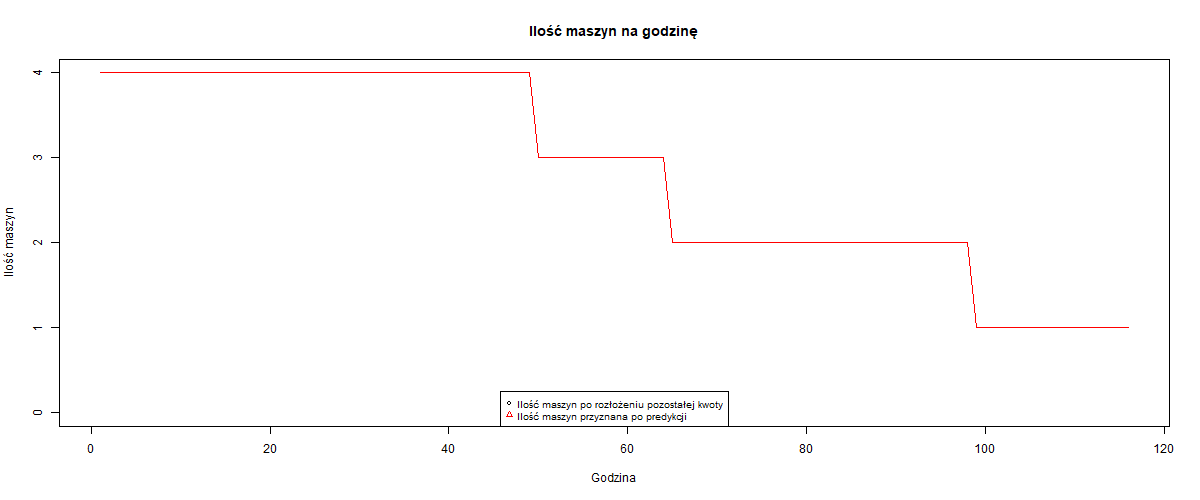 Ilość maszyn na godzinę
Ilość maszyn
4
3
2
1
0
Ilość maszyn po rozłożeniu pozostałej kwoty
Ilość maszyn przyznana po predykcji
0 20 40 60 80 100 120
Godzina